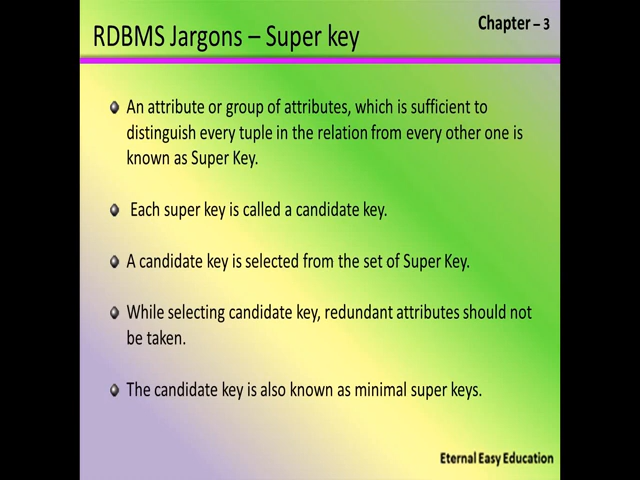 RDBMS Jargons – Super key
Chapter – 3
An attribute or group of attributes, which is sufficient to
distinguish every tuple in the relation from every other one is
known as Super Key.
Each super key is called a candidate key.
A candidate key is selected from the set of Super Key.
While selecting candidate key, redundant attributes should not
be taken.
The candidate key is also known as minimal super keys.
Eternal Easy Education